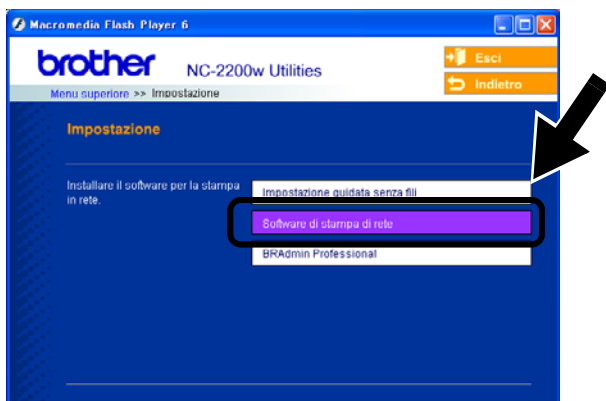 Macromedia Flash Player 6
brother
NC-2200w Utilities
Esci
Indietro
Menu superiore >> Impostazione
Impostazione
Installare il software per la stampa
in rete.
Impostazione guidata senza fili
Software di stampa di rete
BRAdmin Professional